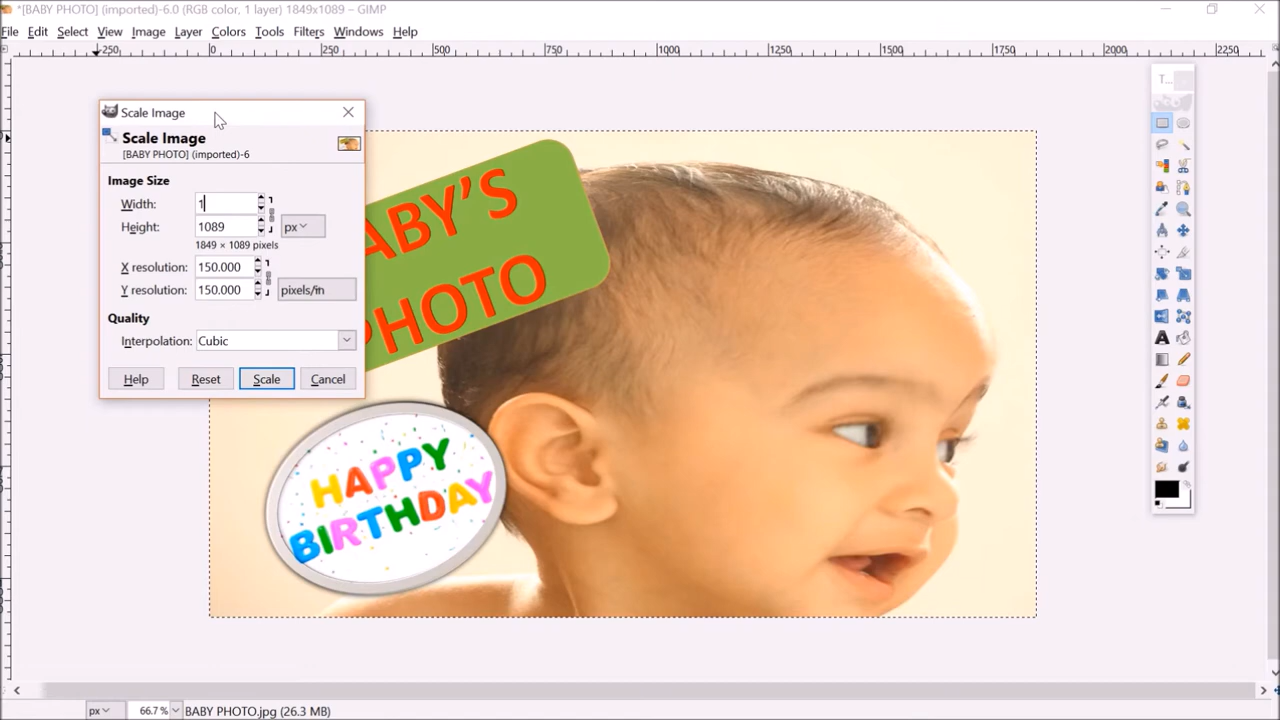 *[BABY PHOTO] (imported)-6.0 (RGB color, 1 layer) 1849x1089 – GIMP
File Edit Select View Image Layer Colors Tools Filters Windows Help
-250 0 250 500 750 1000 1250 1500 1750 2000 2250
T...
Scale Image
Scale Image
[BABY PHOTO] (imported)-6
Image Size
Width: 1
Height: 1089 px
1849 × 1089 pixels
X resolution: 150.000
Y resolution: 150.000 pixels/in
Quality
Interpolation: Cubic
Help Reset Scale Cancel
ABY'S
PHOTO
HAPPY
BIRTHDAY
px 66.7 % BABY PHOTO.jpg (26.3 MB)